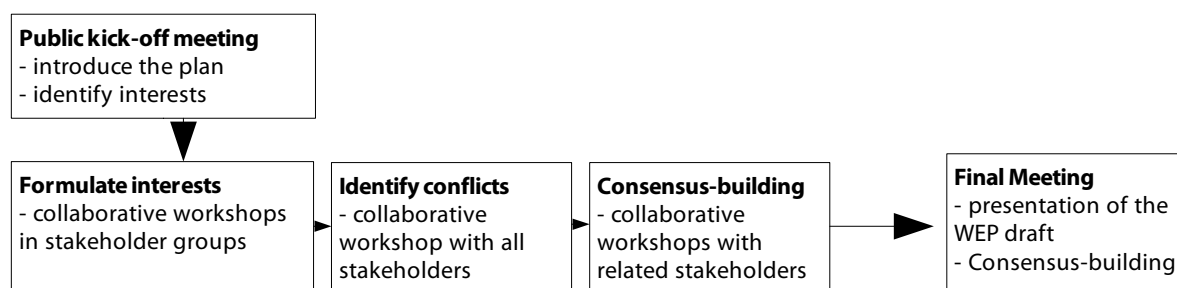 Public kick-off meeting
- introduce the plan
- identify interests
Formulate interests
- collaborative workshops
in stakeholder groups
Identify conflicts
- collaborative
workshop with all
stakeholders
Consensus-building
- collaborative
workshops with
related stakeholders
Final Meeting
- presentation of the
WEP draft
- Consensus-building